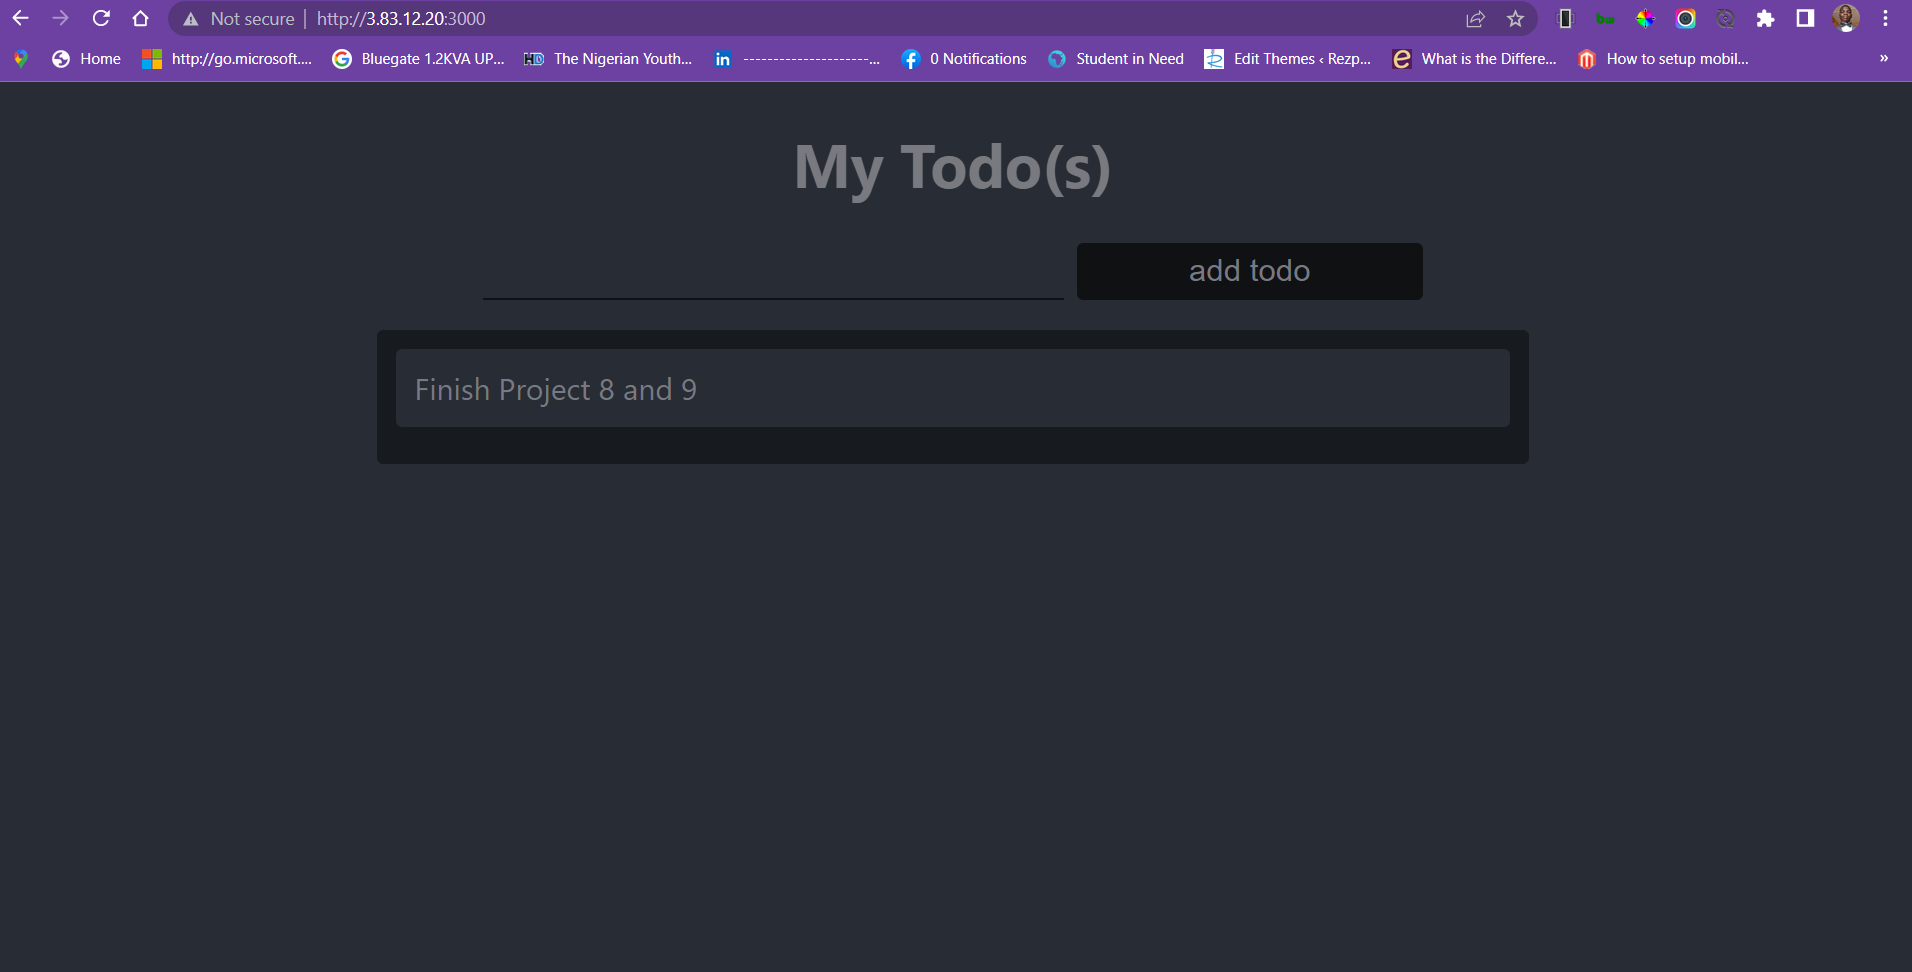 Not secure | http://3.83.12.20:3000
Home http://go.microsoft.... Bluegate 1.2KVA UP... The Nigerian Youth... in ---------------------... 0 Notifications Student in Need Edit Themes ‹ Rezp... What is the Differe... How to setup mobil... »
My Todo(s)
add todo
Finish Project 8 and 9